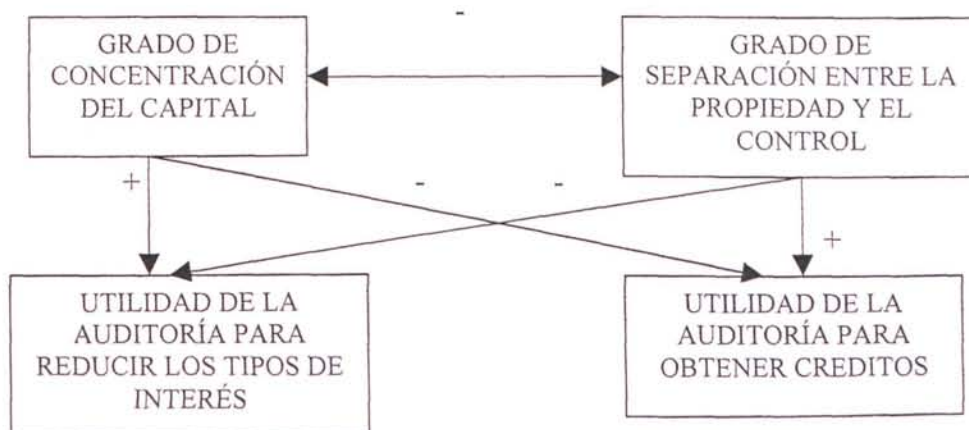 -
GRADO DE
CONCENTRACIÓN
DEL CAPITAL
GRADO DE
SEPARACIÓN ENTRE LA
PROPIEDAD Y EL
CONTROL
+
-
-
+
UTILIDAD DE LA
AUDITORÍA PARA
REDUCIR LOS TIPOS DE
INTERÉS
UTILIDAD DE LA
AUDITORÍA PARA
OBTENER CREDITOS